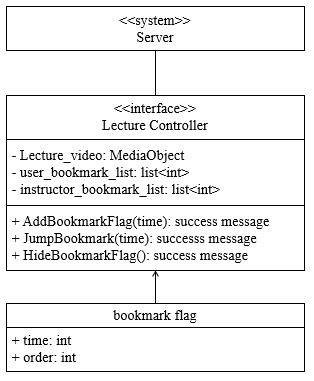 <<system>>
Server
<<interface>>
Lecture Controller
- Lecture_video: MediaObject
- user_bookmark_list: list<int>
- instructor_bookmark_list: list<int>
+ AddBookmarkFlag(time): success message
+ JumpBookmark(time): successs message
+ HideBookmarkFlag(): success message
bookmark flag
+ time: int
+ order: int